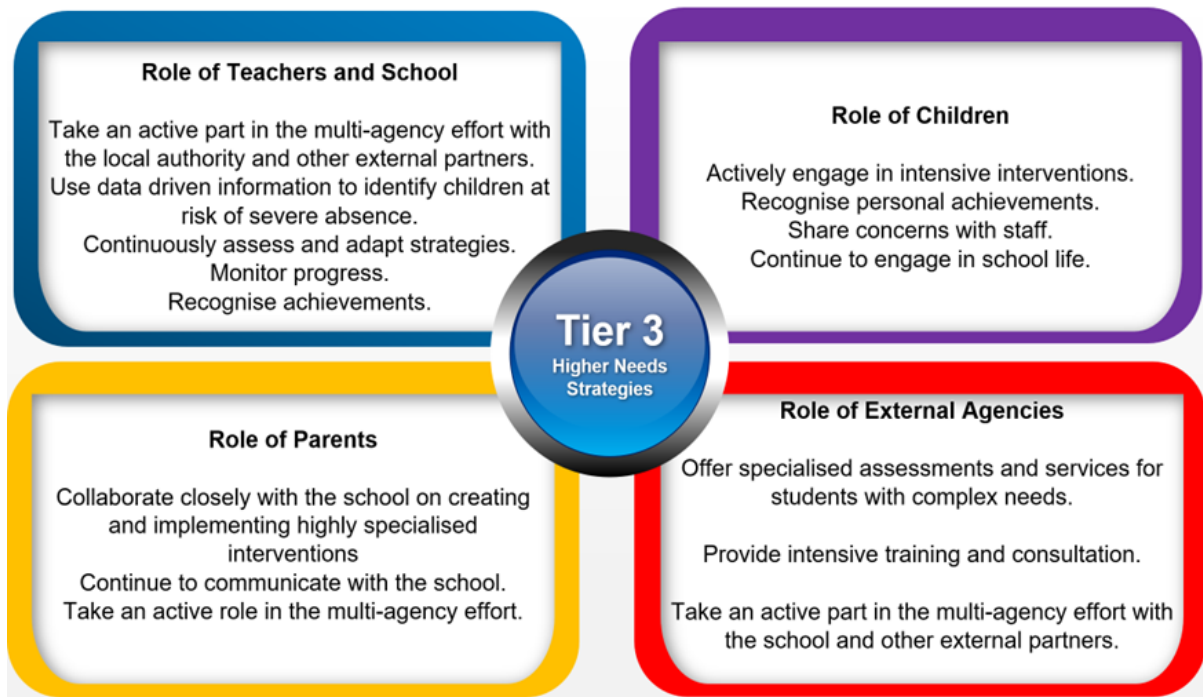 Role of Teachers and School
Take an active part in the multi-agency effort with
the local authority and other external partners.
Use data driven information to identify children at
risk of severe absence.
Continuously assess and adapt strategies.
Monitor progress.
Recognise achievements.
Role of Children
Actively engage in intensive interventions.
Recognise personal achievements.
Share concerns with staff.
Continue to engage in school life.
Tier 3
Higher Needs
Strategies
Role of Parents
Collaborate closely with the school on creating
and implementing highly specialised
interventions
Continue to communicate with the school.
Take an active role in the multi-agency effort.
Role of External Agencies
Offer specialised assessments and services for
students with complex needs.
Provide intensive training and consultation.
Take an active part in the multi-agency effort with
the school and other external partners.